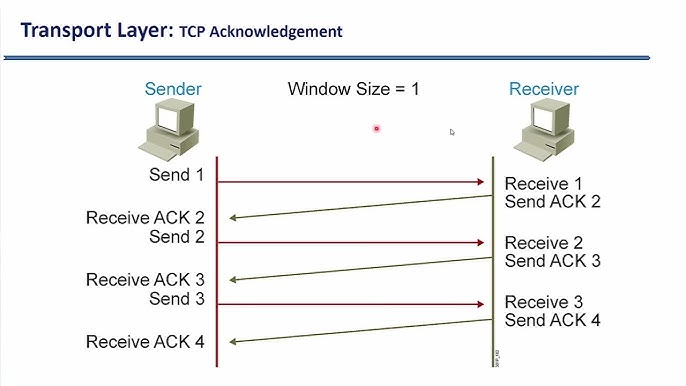 Transport Layer: TCP Acknowledgement
Sender
Window Size = 1
Receiver
Send 1
Receive 1
Send ACK 2
Receive ACK 2
Send 2
Receive 2
Send ACK 3
Receive ACK 3
Send 3
Receive 3
Send ACK 4
Receive ACK 4